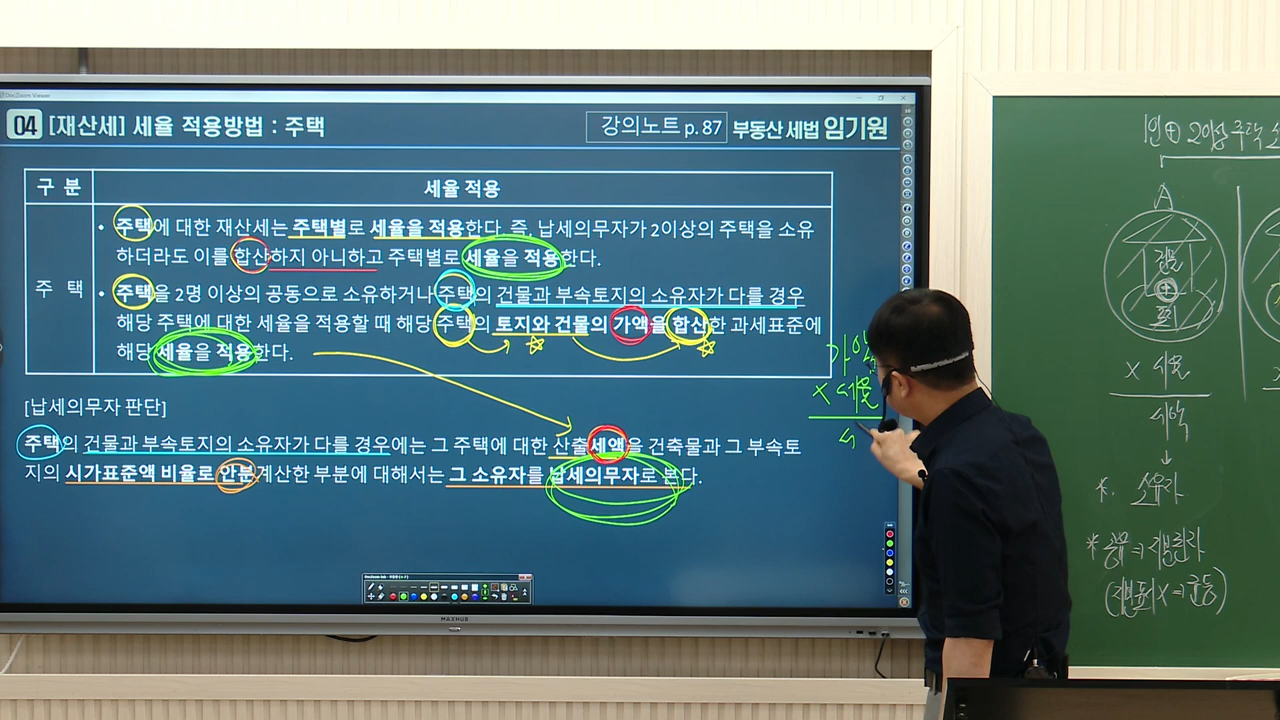 DocZoom Viewer
04 [재산세] 세율 적용방법 : 주택
강의노트 p. 87
부동산 세법 임기원
구 분
세율 적용
주 택
• 주택에 대한 재산세는 주택별로 세율을 적용한다. 즉, 납세의무자가 2이상의 주택을 소유
하더라도 이를 합산하지 아니하고 주택별로 세율을 적용한다.
• 주택을 2명 이상의 공동으로 소유하거나 주택의 건물과 부속토지의 소유자가 다를 경우
해당 주택에 대한 세율을 적용할 때 해당 주택의 토지와 건물의 가액을 합산한 과세표준에
해당 세율을 적용한다.
[납세의무자 판단]
주택의 건물과 부속토지의 소유자가 다를 경우에는 그 주택에 대한 산출세액을 건축물과 그 부속토
지의 시가표준액 비율로 안분계산한 부분에 대해서는 그 소유자를 납세의무자로 본다.
x 세율
MAXHUB
A
건물
+
x 세율
세액
↓
*. 소유자